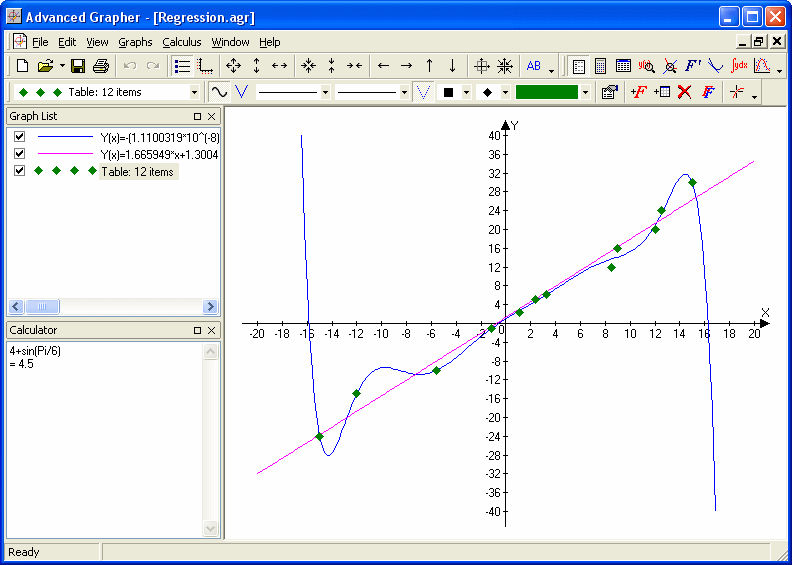 Advanced Grapher - [Regression.agr]
File Edit View Graphs Calculus Window Help
AB F' ∫ydx
Table: 12 items +F F
Graph List
Y(x)=-(1.1100319*10^(-8)
Y(x)=1.665949*x+1.3004
Table: 12 items
Calculator
4+sin(Pi/6)
= 4.5
Y
40
36
32
28
24
20
16
12
8
4
X
-20 -18 -16 -14 -12 -10 -8 -6 -4 -2 0 2 4 6 8 10 12 14 16 18 20
-4
-8
-12
-16
-20
-24
-28
-32
-36
-40
Ready